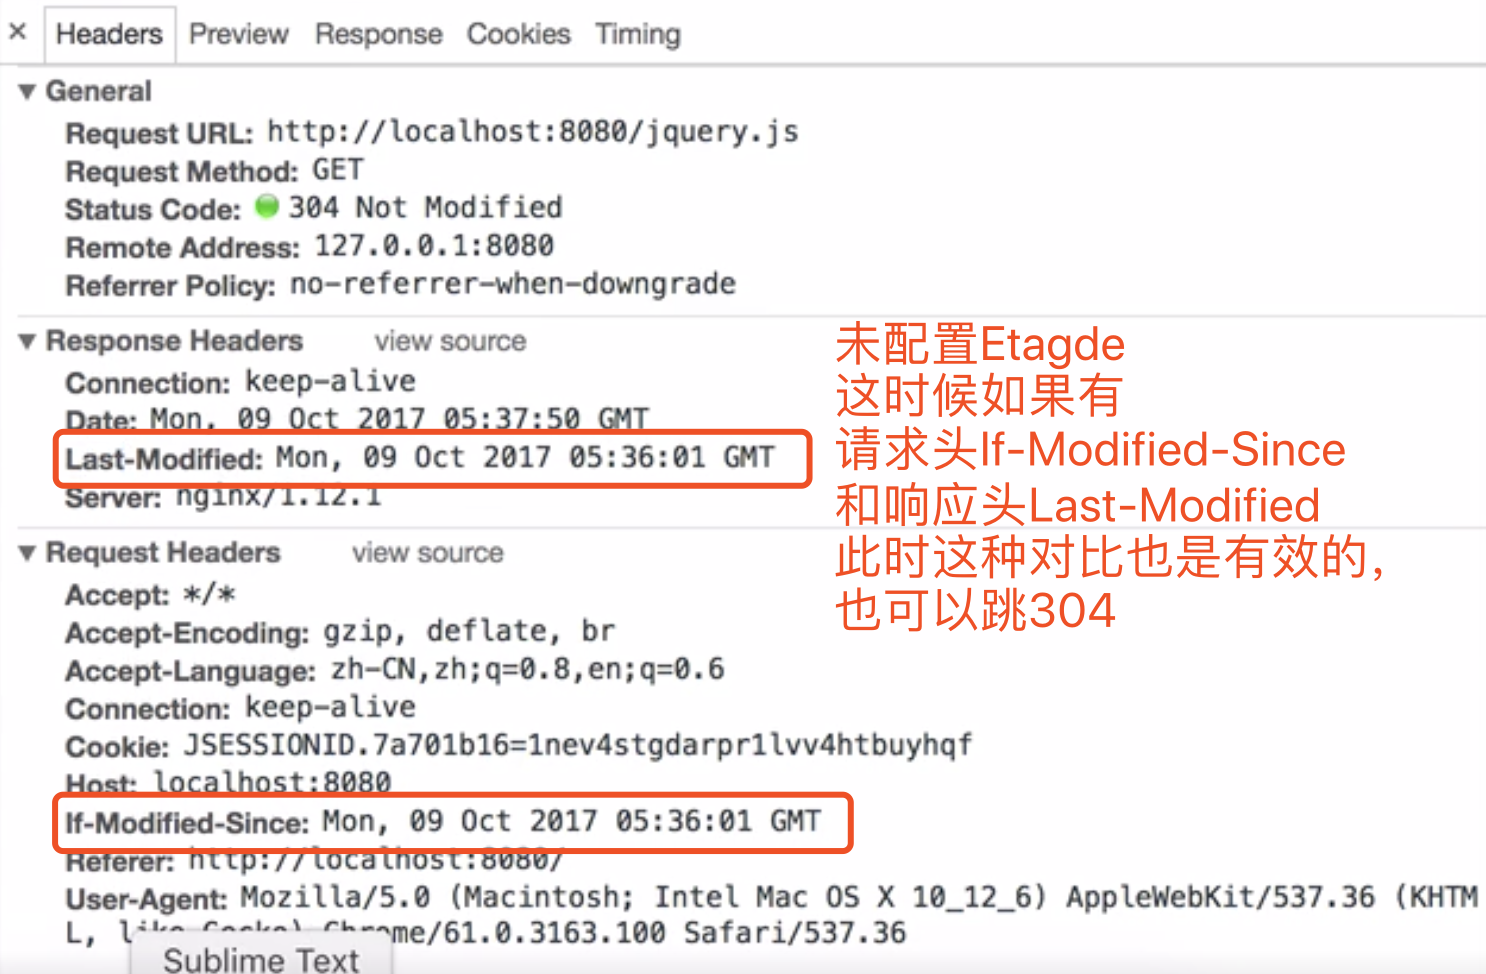 × Headers Preview Response Cookies Timing
▼ General
Request URL: http://localhost:8080/jquery.js
Request Method: GET
Status Code: 304 Not Modified
Remote Address: 127.0.0.1:8080
Referrer Policy: no-referrer-when-downgrade
▼ Response Headers view source
Connection: keep-alive
Date: Mon, 09 Oct 2017 05:37:50 GMT
Last-Modified: Mon, 09 Oct 2017 05:36:01 GMT
Server: nginx/1.12.1
未配置Etagde
这时候如果有
请求头If-Modified-Since
和响应头Last-Modified
此时这种对比也是有效的，
也可以跳304
▼ Request Headers view source
Accept: */*
Accept-Encoding: gzip, deflate, br
Accept-Language: zh-CN,zh;q=0.8,en;q=0.6
Connection: keep-alive
Cookie: JSESSIONID.7a701b16=1nev4stgdarpr1lvv4htbuyhqf
Host: localhost:8080
If-Modified-Since: Mon, 09 Oct 2017 05:36:01 GMT
Referer: http://localhost:8080/
User-Agent: Mozilla/5.0 (Macintosh; Intel Mac OS X 10_12_6) AppleWebKit/537.36 (KHTM
L, like Gecko) Chrome/61.0.3163.100 Safari/537.36
Sublime Text